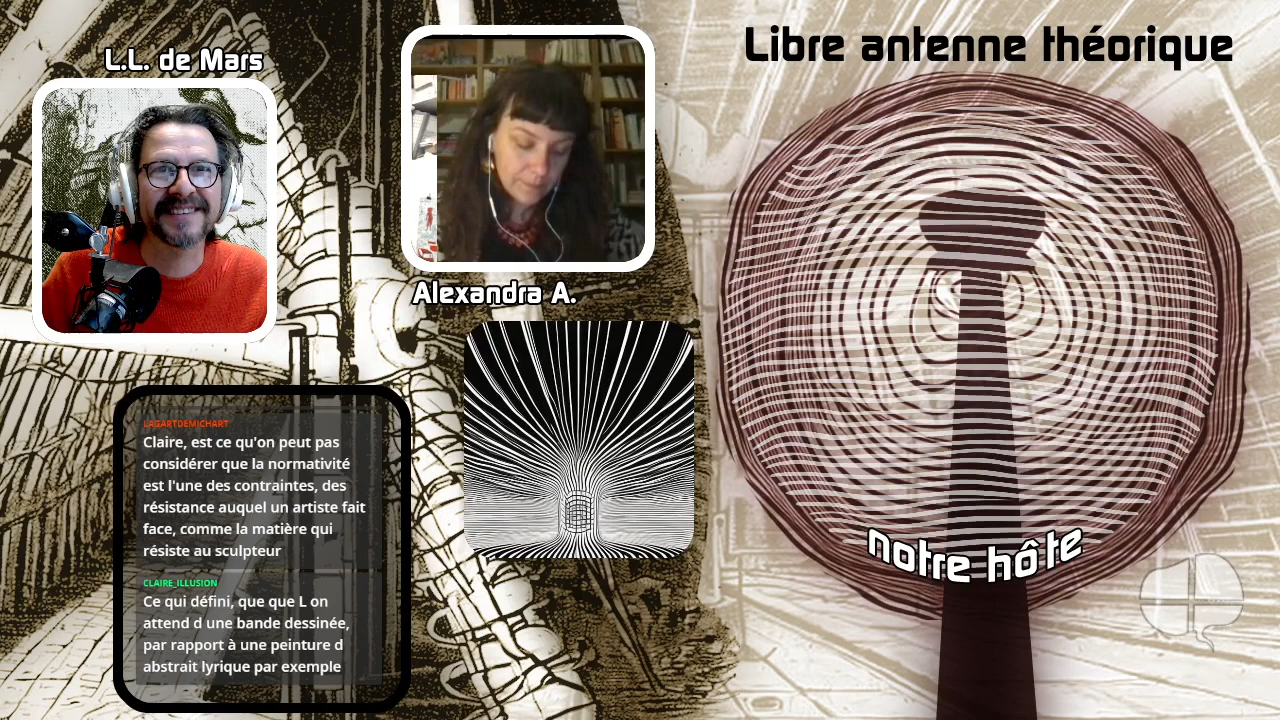 Libre antenne théorique
L.L. de Mars
Alexandra A.
LAGARTDEMICHART
Claire, est ce qu'on peut pas
considérer que la normativité
est l'une des contraintes, des
résistance auquel un artiste fait
face, comme la matière qui
résiste au sculpteur
CLAIRE_ILLUSION
Ce qui défini, que que L on
attend d une bande dessinée,
par rapport à une peinture d
abstrait lyrique par exemple
notre hôte